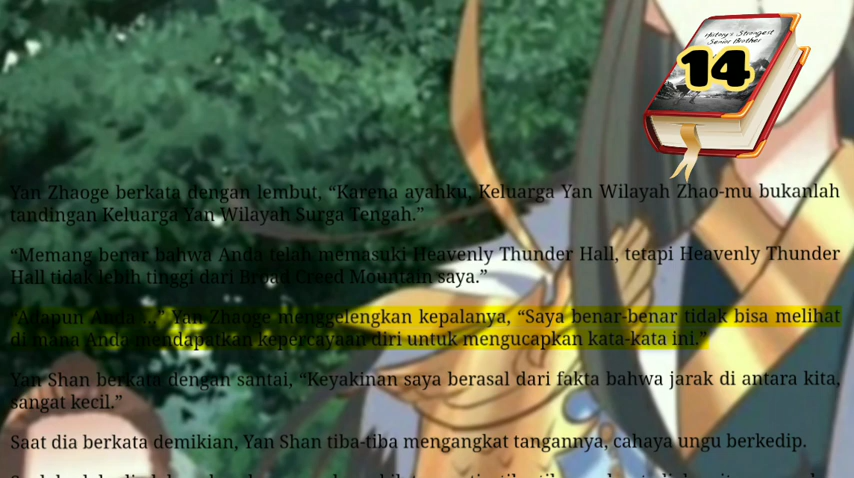 History's Strongest
Senior Brother
14
Yan Zhaoge berkata dengan lembut, “Karena ayahku, Keluarga Yan Wilayah Zhao-mu bukanlah
tandingan Keluarga Yan Wilayah Surga Tengah.”
“Memang benar bahwa Anda telah memasuki Heavenly Thunder Hall, tetapi Heavenly Thunder
Hall tidak lebih tinggi dari Broad Creed Mountain saya.”
“Adapun Anda …” Yan Zhaoge menggelengkan kepalanya, “Saya benar-benar tidak bisa melihat
di mana Anda mendapatkan kepercayaan diri untuk mengucapkan kata-kata ini.”
Yan Shan berkata dengan santai, “Keyakinan saya berasal dari fakta bahwa jarak di antara kita,
sangat kecil.”
Saat dia berkata demikian, Yan Shan tiba-tiba mengangkat tangannya, cahaya ungu berkedip.